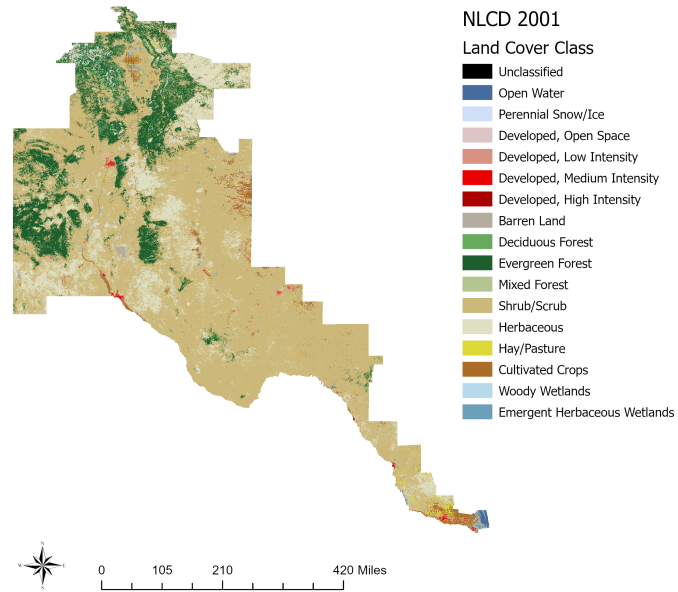 NLCD 2001
Land Cover Class
Unclassified
Open Water
Perennial Snow/Ice
Developed, Open Space
Developed, Low Intensity
Developed, Medium Intensity
Developed, High Intensity
Barren Land
Deciduous Forest
Evergreen Forest
Mixed Forest
Shrub/Scrub
Herbaceous
Hay/Pasture
Cultivated Crops
Woody Wetlands
Emergent Herbaceous Wetlands
N
W E
S
0 105 210 420 Miles